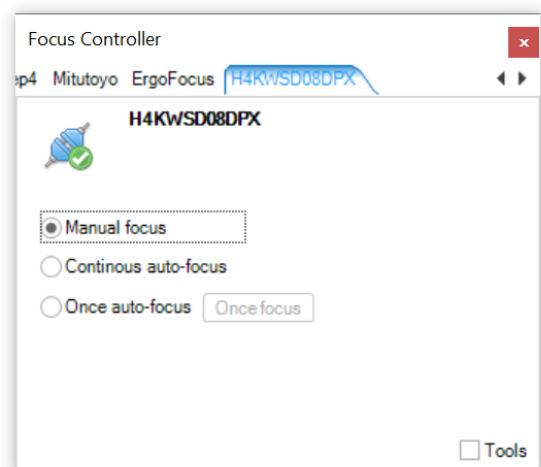 Focus Controller
ep4 Mitutoyo ErgoFocus H4KWSD08DPX
H4KWSD08DPX
Manual focus
Continous auto-focus
Once auto-focus Once focus
Tools